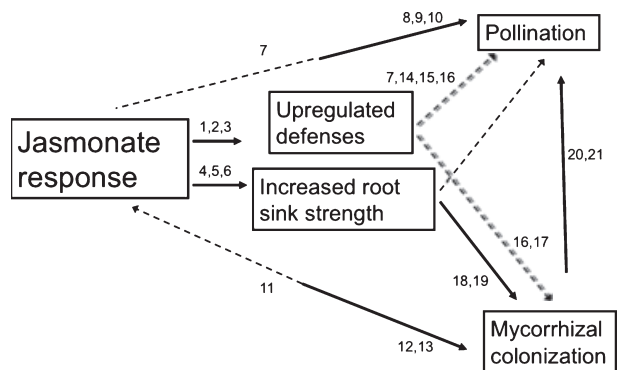 8,9,10
Pollination
7
7,14,15,16
Upregulated
defenses
Jasmonate
response
1,2,3
4,5,6
Increased root
sink strength
20,21
16,17
18,19
11
12,13
Mycorrhizal
colonization